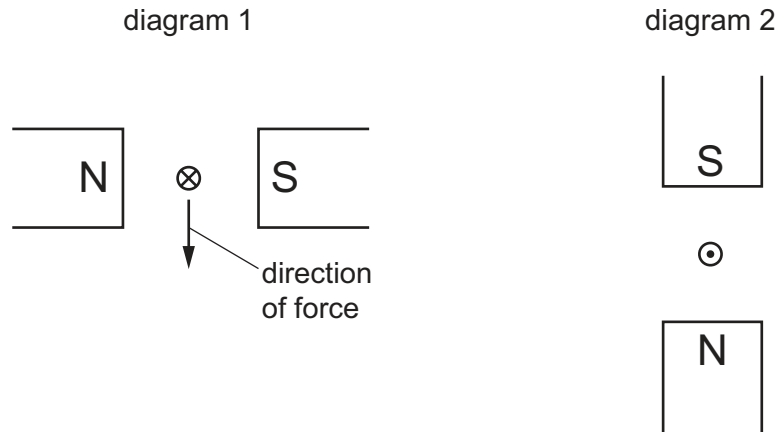 diagram 1
diagram 2
N
S
direction
of force
S
N